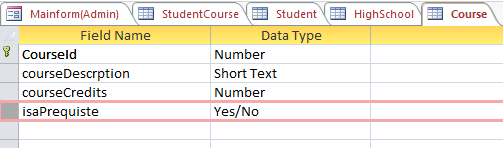 Mainform(Admin) StudentCourse Student HighSchool Course
Field Name Data Type
CourseId Number
courseDescrption Short Text
courseCredits Number
isaPrequiste Yes/No